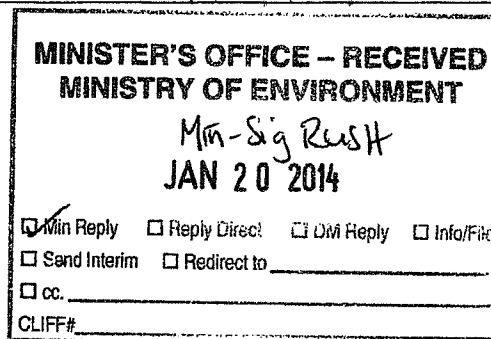 MINISTER'S OFFICE – RECEIVED
MINISTRY OF ENVIRONMENT
Min-Sig RUSH
JAN 20 2014
Min Reply Reply Direct DM Reply Info/File
Send Interim Redirect to
cc.
CLIFF#